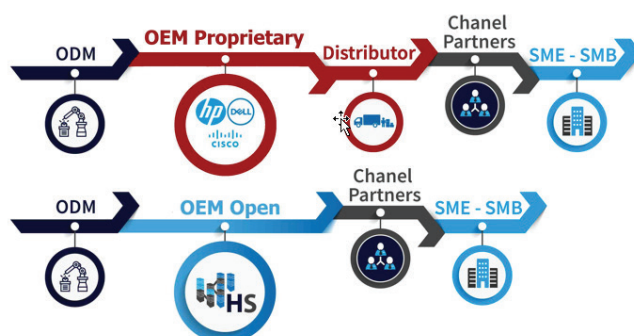 ODM
OEM Proprietary
Distributor
Chanel
Partners
SME - SMB
hp
DELL
CISCO
ODM
OEM Open
Chanel
Partners
SME - SMB
HS